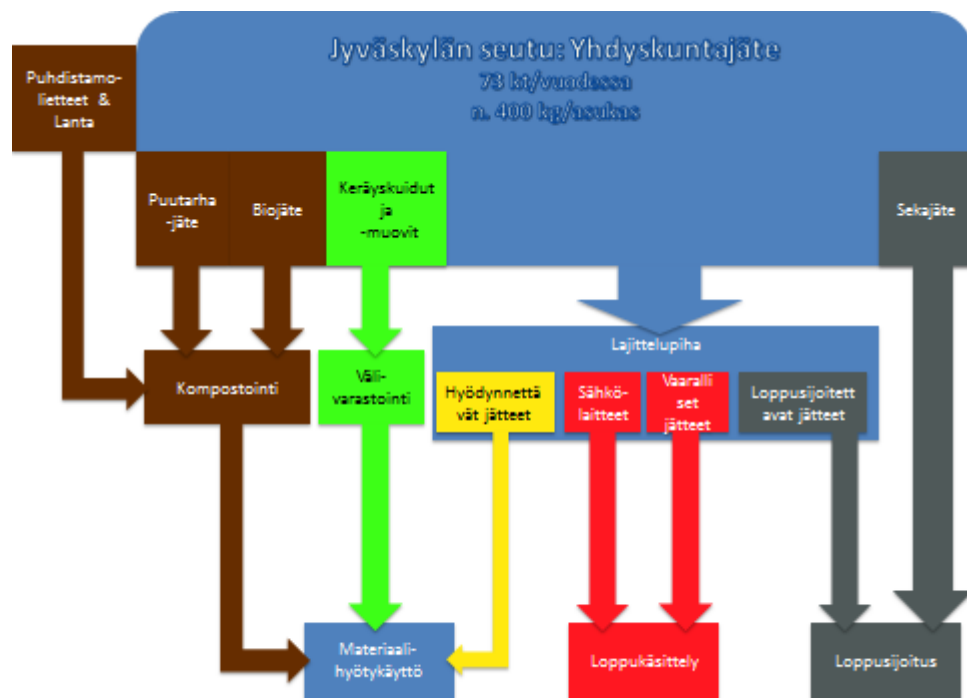 Jyväskylän seutu: Yhdyskuntajäte
73 kt/vuodessa
n. 400 kg/asukas
Puhdistamo-
lietteet & 
Lanta
Puutarha
-jäte
Biojäte
Keräyskuidut
ja
-muovit
Sekajäte
Lajittelupiha
Kompostointi
Väli-
varastointi
Hyödynnettä
vät jätteet
Sähkö-
laitteet
Vaaralli
set
jätteet
Loppusijoitett
avat jätteet
Materiaali-
hyötykäyttö
Loppukäsittely
Loppusijoitus